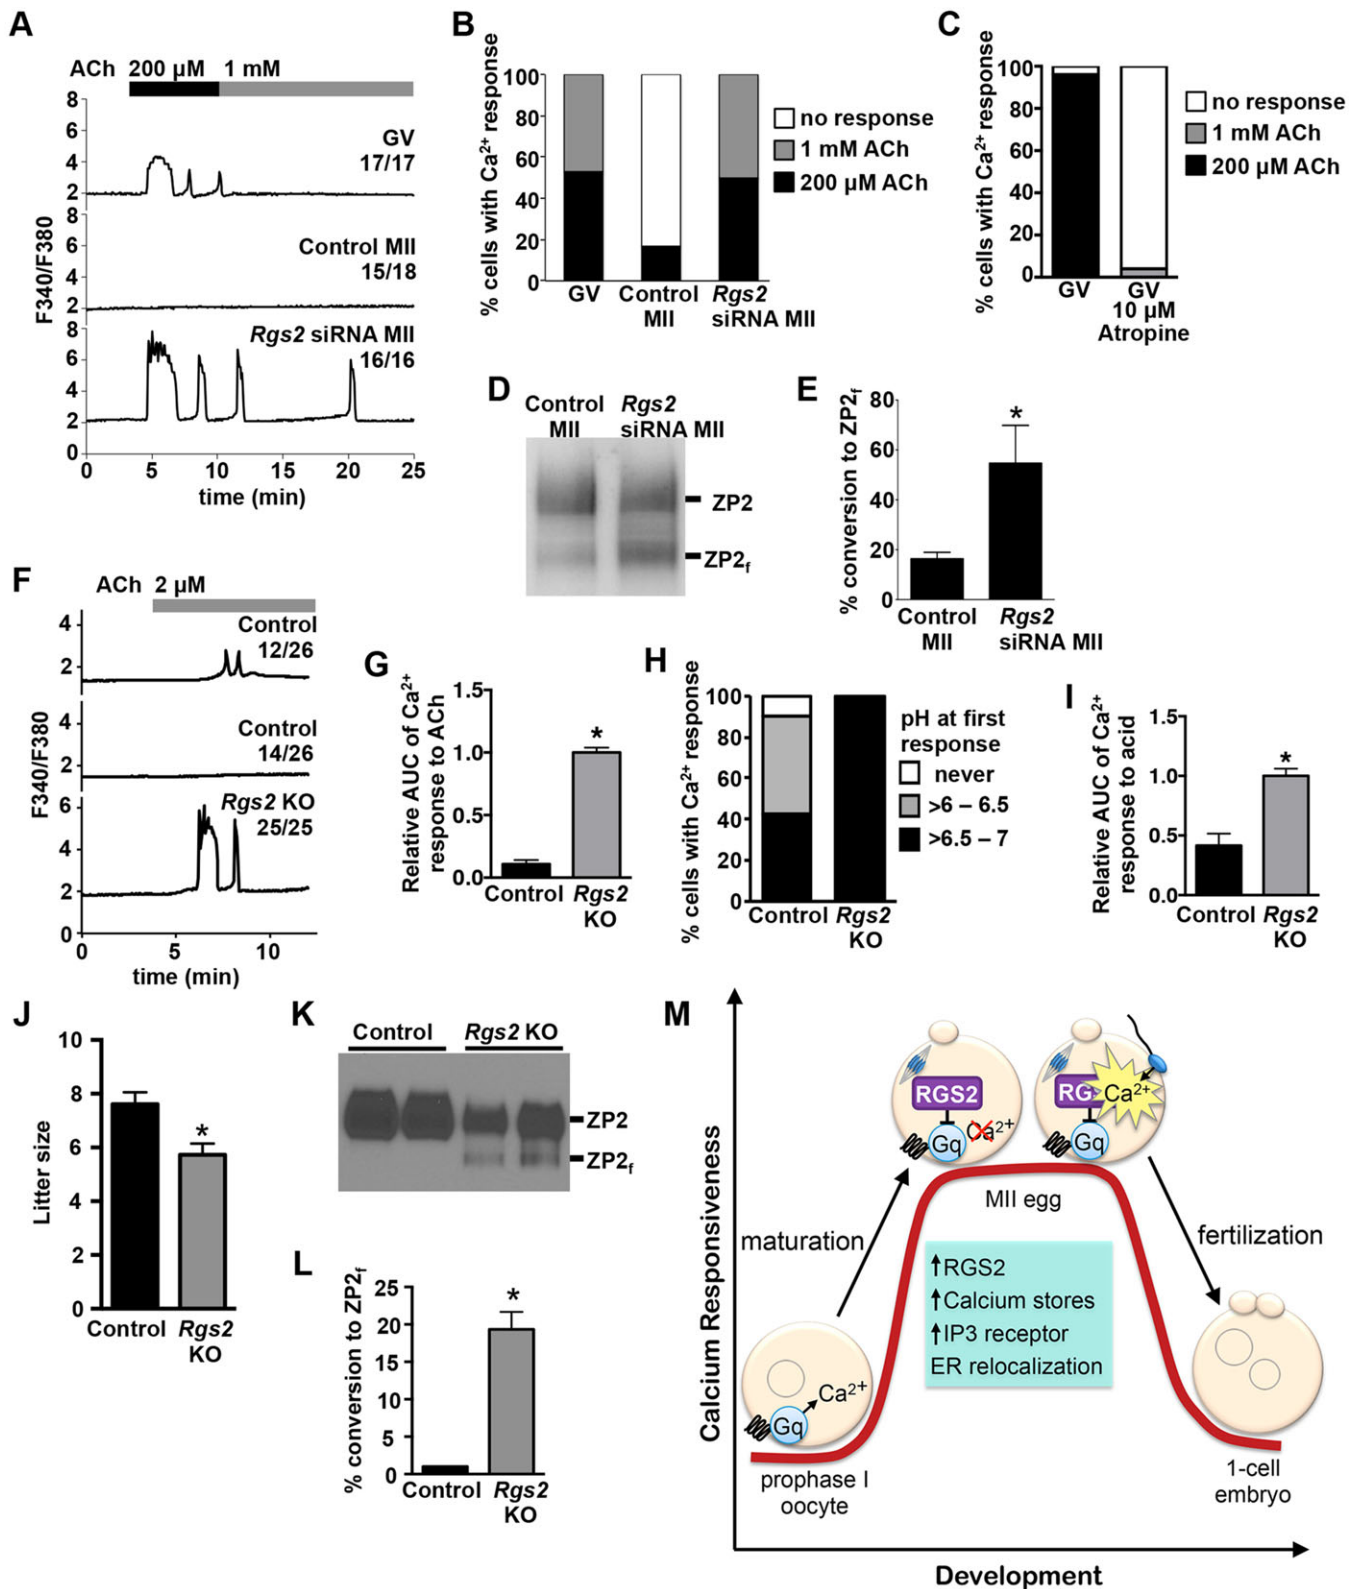 A
ACh 200 µM 1 mM
8
6
4
2
GV
17/17
8
6
4
2
Control MII
15/18
8
6
4
2
0
Rgs2 siRNA MII
16/16
F340/F380
0 5 10 15 20 25
time (min)
B
% cells with Ca2+ response
100
80
60
40
20
0
GV Control MII Rgs2 siRNA MII
no response
1 mM ACh
200 µM ACh
C
% cells with Ca2+ response
100
80
60
40
20
0
GV GV
10 µM
Atropine
no response
1 mM ACh
200 µM ACh
D
Control MII Rgs2 siRNA MII
ZP2
ZP2f
E
% conversion to ZP2f
80
60
40
20
0
*
Control MII Rgs2 siRNA MII
F
ACh 2 µM
4
2
Control
12/26
4
2
Control
14/26
6
4
2
0
Rgs2 KO
25/25
F340/F380
0 5 10
time (min)
G
Relative AUC of Ca2+
response to ACh
1.5
1.0
0.5
0.0
*
Control Rgs2 KO
H
% cells with Ca2+ response
100
80
60
40
20
0
Control Rgs2 KO
pH at first
response
never
>6 – 6.5
>6.5 – 7
I
Relative AUC of Ca2+
response to acid
1.5
1.0
0.5
0.0
*
Control Rgs2 KO
J
Litter size
10
8
6
4
2
0
*
Control Rgs2 KO
K
Control Rgs2 KO
ZP2
ZP2f
L
% conversion to ZP2f
25
20
15
10
5
0
*
Control Rgs2 KO
M
Calcium Responsiveness
RGS2
Gq
Ca2+
RG
Ca2+
Gq
MII egg
maturation
fertilization
↑RGS2
↑Calcium stores
↑IP3 receptor
ER relocalization
Ca2+
Gq
prophase I
oocyte
1-cell
embryo
Development